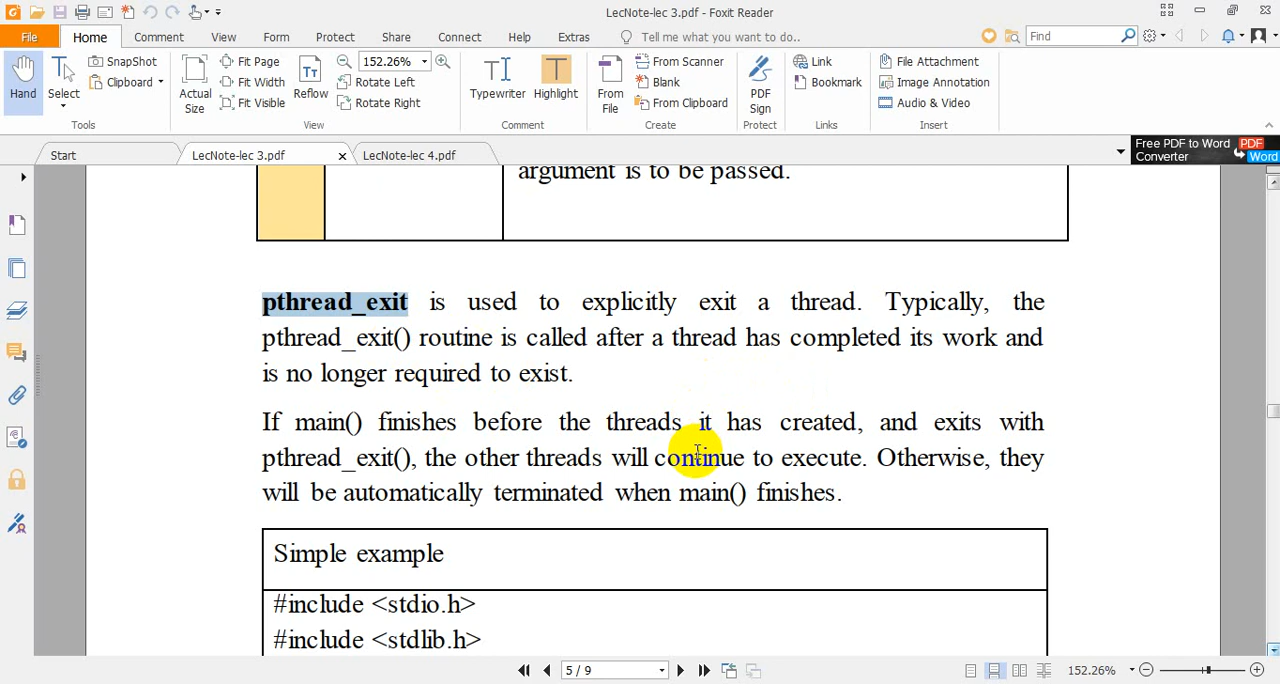 LecNote-lec 3.pdf - Foxit Reader
File Home Comment View Form Protect Share Connect Help Extras Tell me what you want to do.. Find
Hand
Select
SnapShot
Clipboard
Tools
Actual Size
Fit Page
Fit Width
Fit Visible
Reflow
152.26%
Rotate Left
Rotate Right
View
Typewriter
Highlight
Comment
From File
From Scanner
Blank
From Clipboard
Create
PDF Sign
Protect
Link
Bookmark
Links
File Attachment
Image Annotation
Audio & Video
Insert
Start LecNote-lec 3.pdf LecNote-lec 4.pdf
Free PDF to Word Converter
PDF
Word
argument is to be passed.
pthread_exit is used to explicitly exit a thread. Typically, the
pthread_exit() routine is called after a thread has completed its work and
is no longer required to exist.
If main() finishes before the threads it has created, and exits with
pthread_exit(), the other threads will continue to execute. Otherwise, they
will be automatically terminated when main() finishes.
Simple example
#include <stdio.h>
#include <stdlib.h>
5 / 9
152.26%